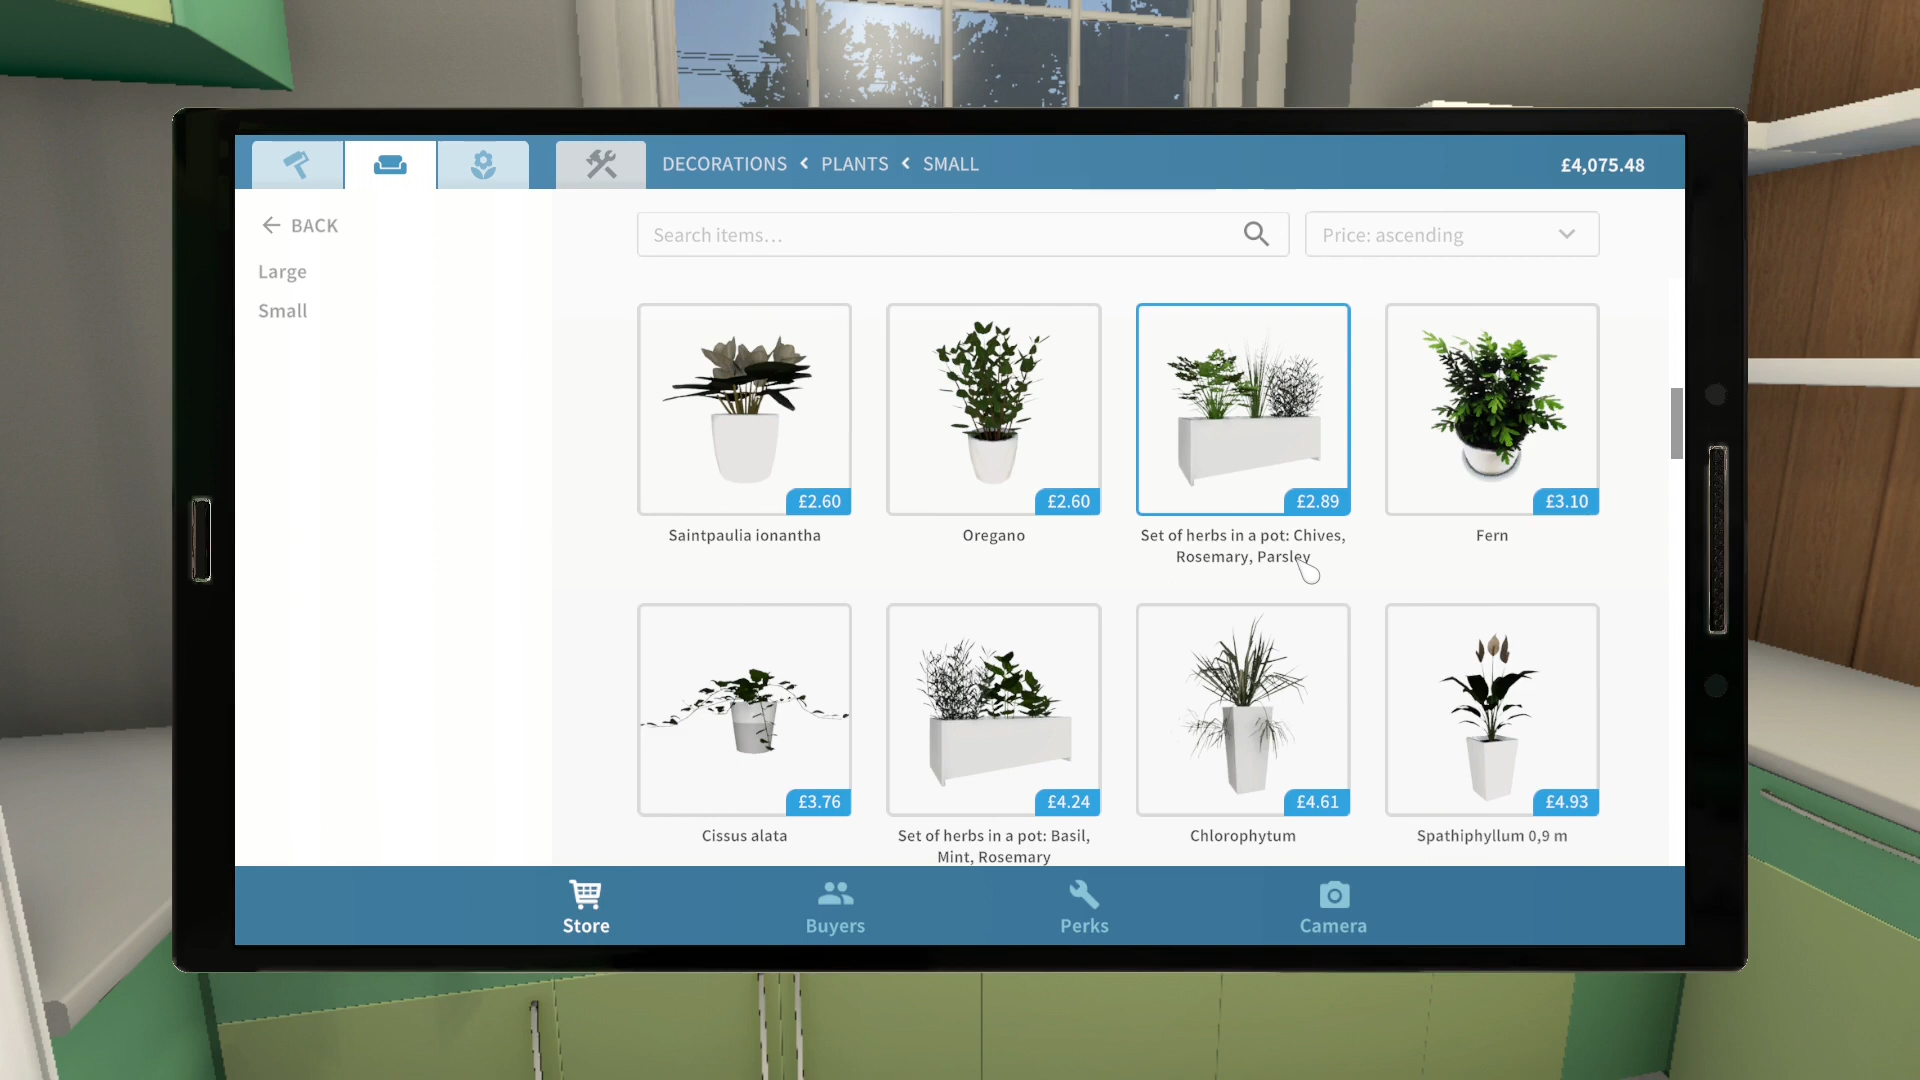 DECORATIONS < PLANTS < SMALL
£4,075.48
BACK
Large
Small
Search items...
Price: ascending
£2.60
£2.60
£2.89
£3.10
Saintpaulia ionantha
Oregano
Set of herbs in a pot: Chives,
Rosemary, Parsley
Fern
£3.76
£4.24
£4.61
£4.93
Cissus alata
Set of herbs in a pot: Basil,
Mint, Rosemary
Chlorophytum
Spathiphyllum 0,9 m
Store
Buyers
Perks
Camera